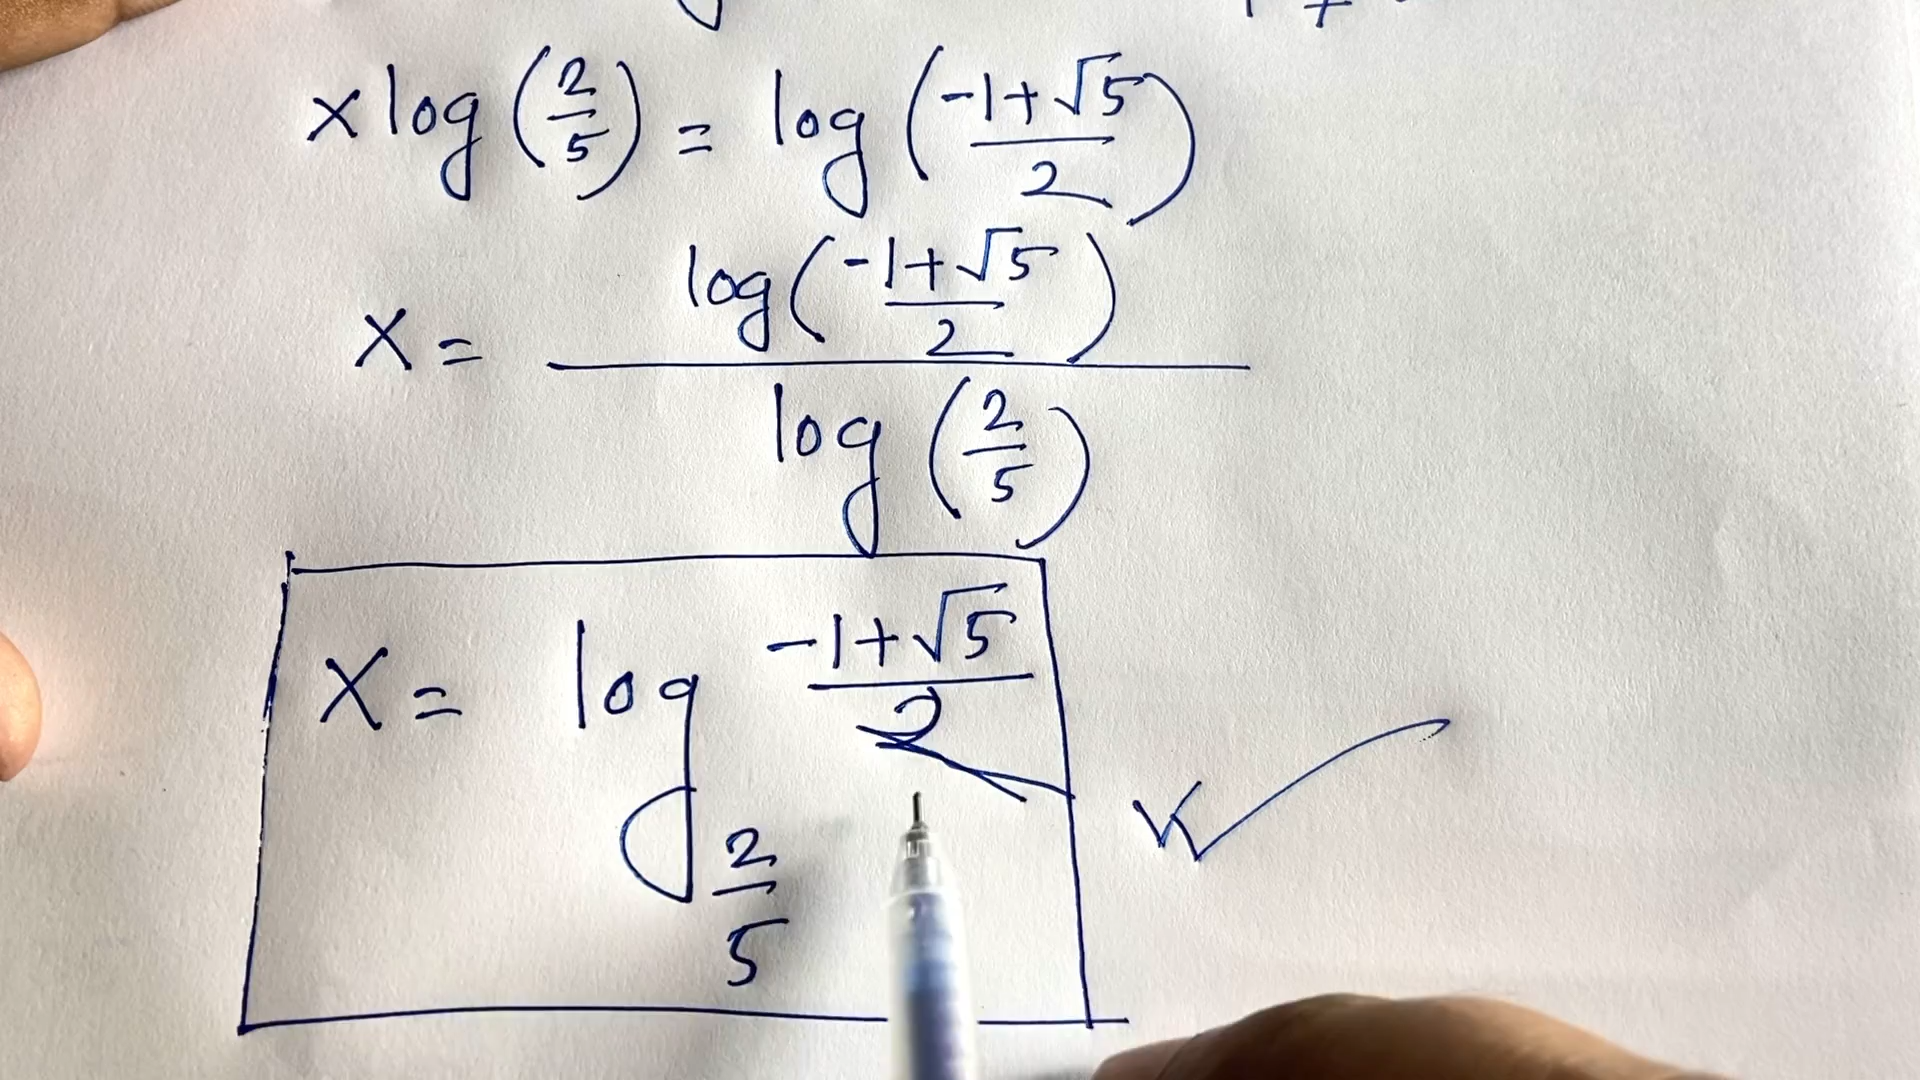 x log (2/5) = log (-1+√5/2)
x = log(-1+√5/2) / log (2/5)
x = log_{2/5} -1+√5/2